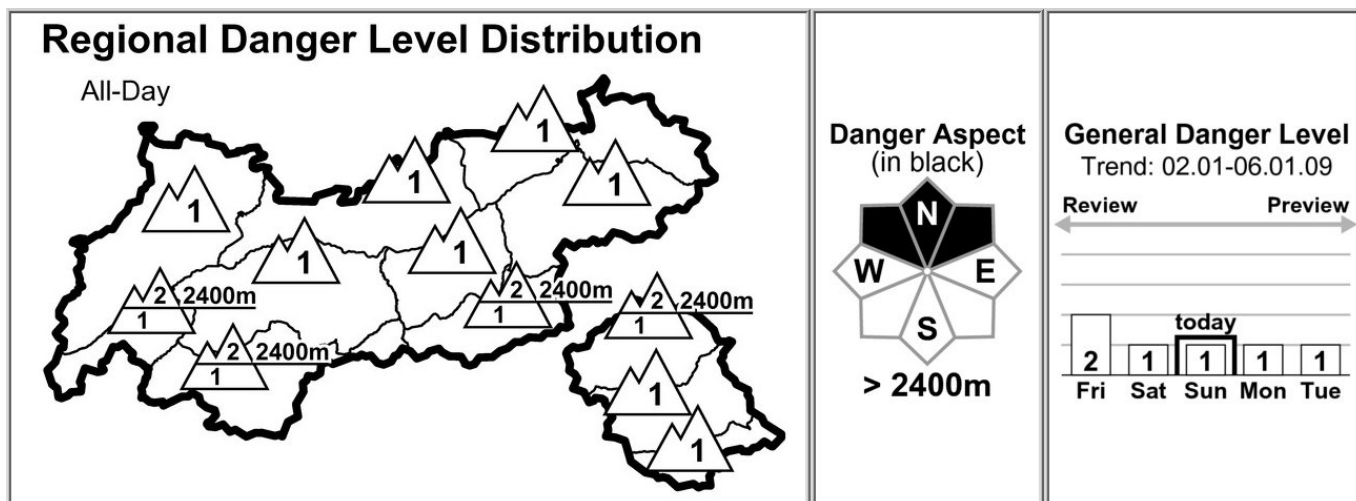 Regional Danger Level Distribution
All-Day
1
1
1
1
1
1
2 2400m
1
2 2400m
1
2 2400m
1
2 2400m
1
1
1
Danger Aspect
(in black)
N
W E
S
> 2400m
General Danger Level
Trend: 02.01-06.01.09
Review Preview
today
2 1 1 1 1
Fri Sat Sun Mon Tue